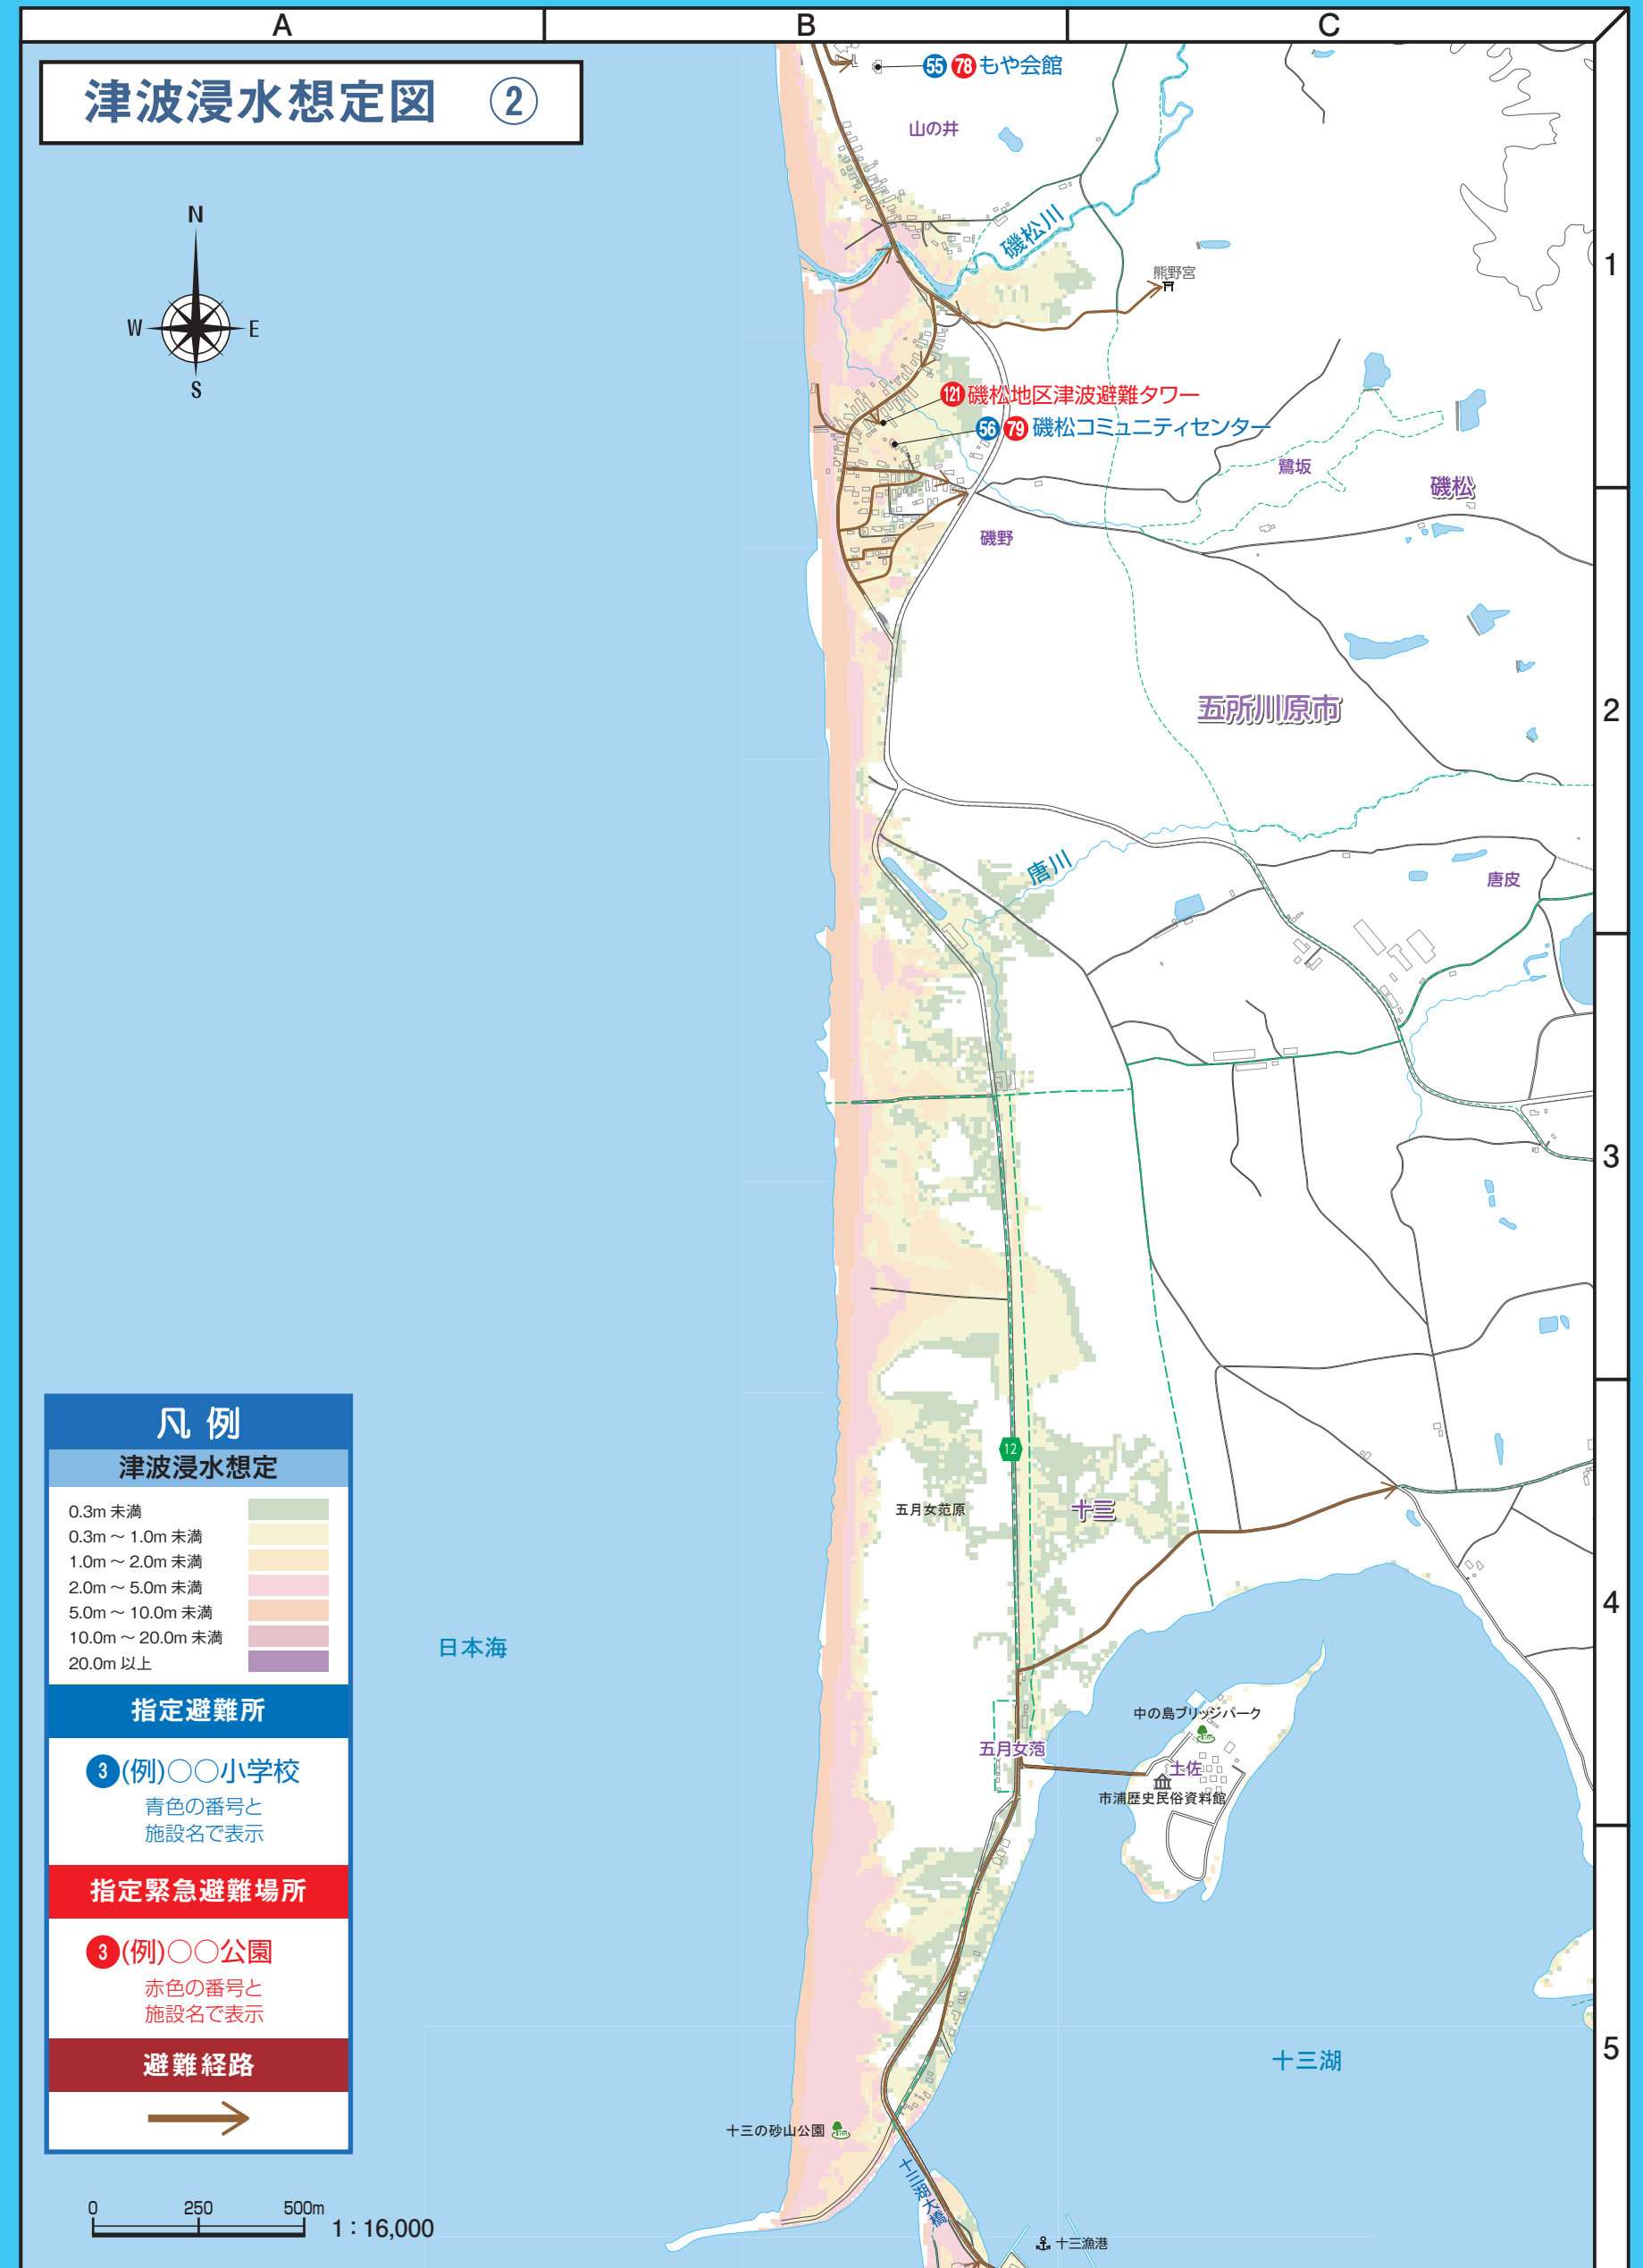 A
B
C
津波浸水想定図 ②
55 78 もや会館
山の井
磯松川
N
W E
S
熊野宮
1
121 磯松地区津波避難タワー
56 79 磯松コミュニティセンター
鷺坂
磯松
磯野
五所川原市
2
唐川
唐皮
3
12
五月女萢原
十三
4
日本海
中の島ブリッジパーク
五月女萢
土佐
市浦歴史民俗資料館
5
十三湖
十三の砂山公園
十三湖大橋
十三漁港
凡 例
津波浸水想定
0.3m 未満
0.3m ～ 1.0m 未満
1.0m ～ 2.0m 未満
2.0m ～ 5.0m 未満
5.0m ～ 10.0m 未満
10.0m ～ 20.0m 未満
20.0m 以上
指定避難所
3 (例)○○小学校
青色の番号と
施設名で表示
指定緊急避難場所
3 (例)○○公園
赤色の番号と
施設名で表示
避難経路
0 250 500m
1：16,000